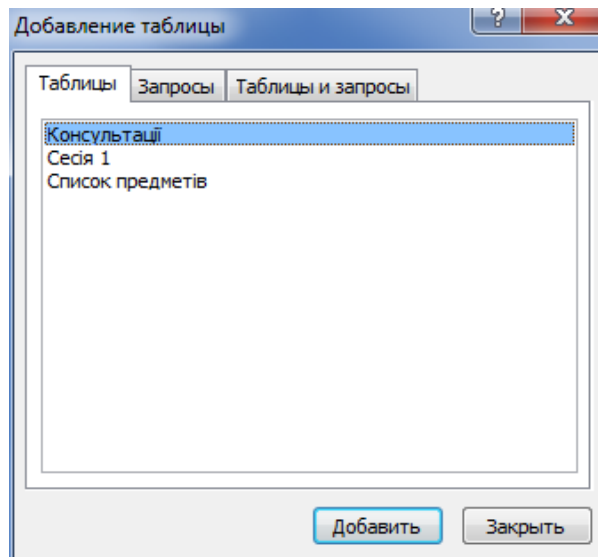 Добавление таблицы
Таблицы Запросы Таблицы и запросы
Консультації
Сесія 1
Список предметів
Добавить Закрыть